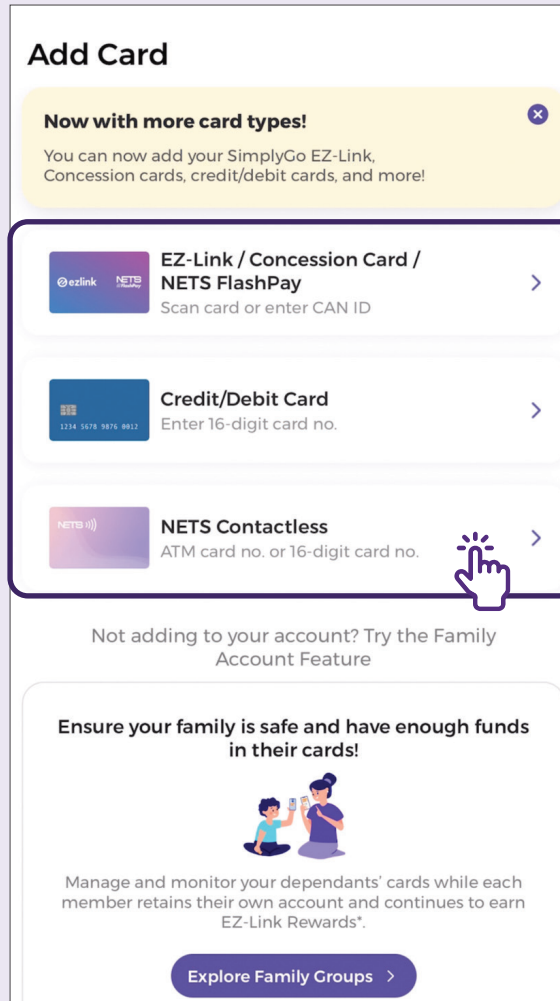 Add Card
Now with more card types!
You can now add your SimplyGo EZ-Link,
Concession cards, credit/debit cards, and more!
ezlink NETS
FlashPay
EZ-Link / Concession Card /
NETS FlashPay
Scan card or enter CAN ID
1234 5678 9876 0012
Credit/Debit Card
Enter 16-digit card no.
NETS
NETS Contactless
ATM card no. or 16-digit card no.
Not adding to your account? Try the Family
Account Feature
Ensure your family is safe and have enough funds
in their cards!
Manage and monitor your dependants' cards while each
member retains their own account and continues to earn
EZ-Link Rewards*.
Explore Family Groups >